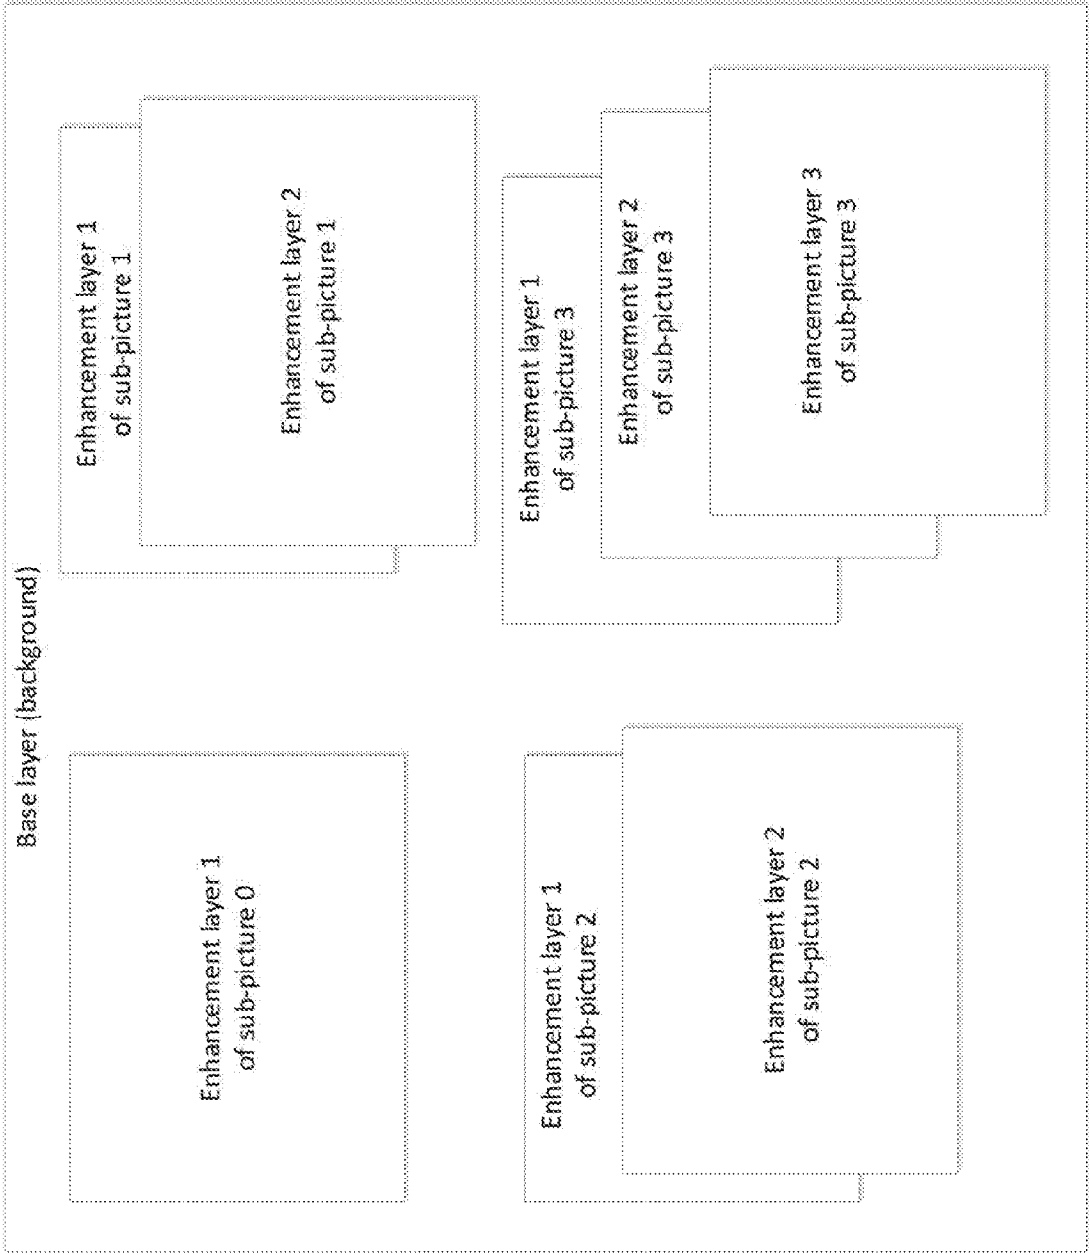 Base layer (background)
Enhancement layer 1
of sub-picture 0
Enhancement layer 1
of sub-picture 1
Enhancement layer 2
of sub-picture 1
Enhancement layer 1
of sub-picture 2
Enhancement layer 2
of sub-picture 2
Enhancement layer 1
of sub-picture 3
Enhancement layer 2
of sub-picture 3
Enhancement layer 3
of sub-picture 3